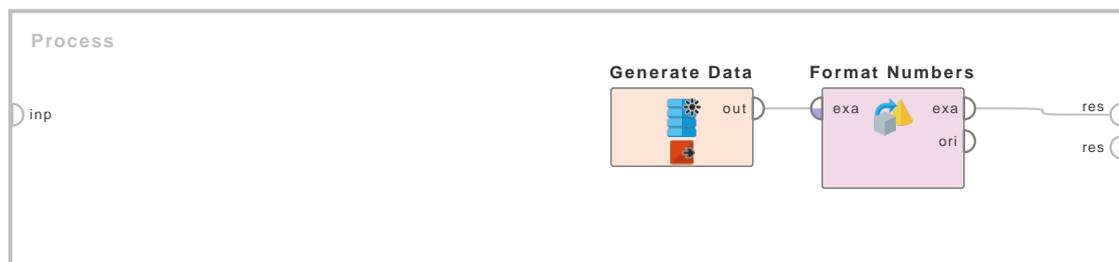 Process
Generate Data
Format Numbers
inp
out
exa
exa
res
ori
res